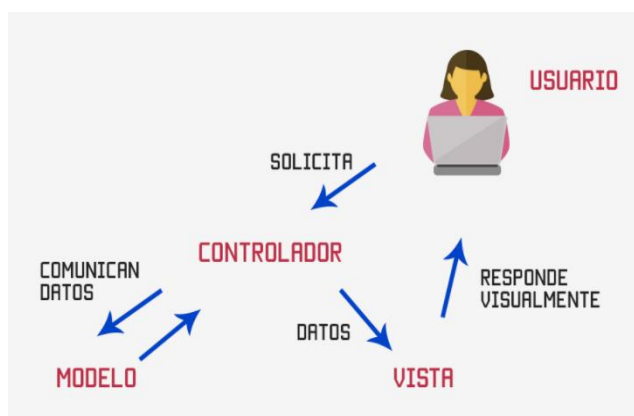 USUARIO
SOLICITA
CONTROLADOR
COMUNICAN
DATOS
RESPONDE
VISUALMENTE
DATOS
MODELO
VISTA